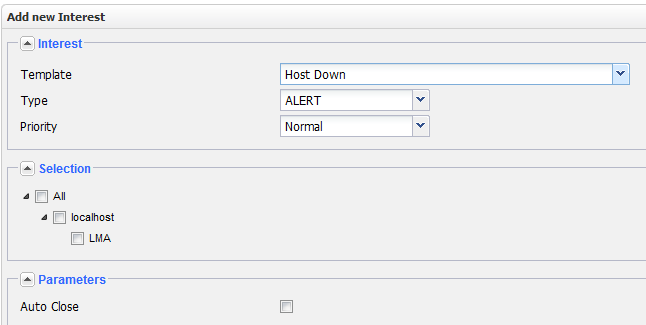 Add new Interest
Interest
Template Host Down
Type ALERT
Priority Normal
Selection
All
localhost
LMA
Parameters
Auto Close